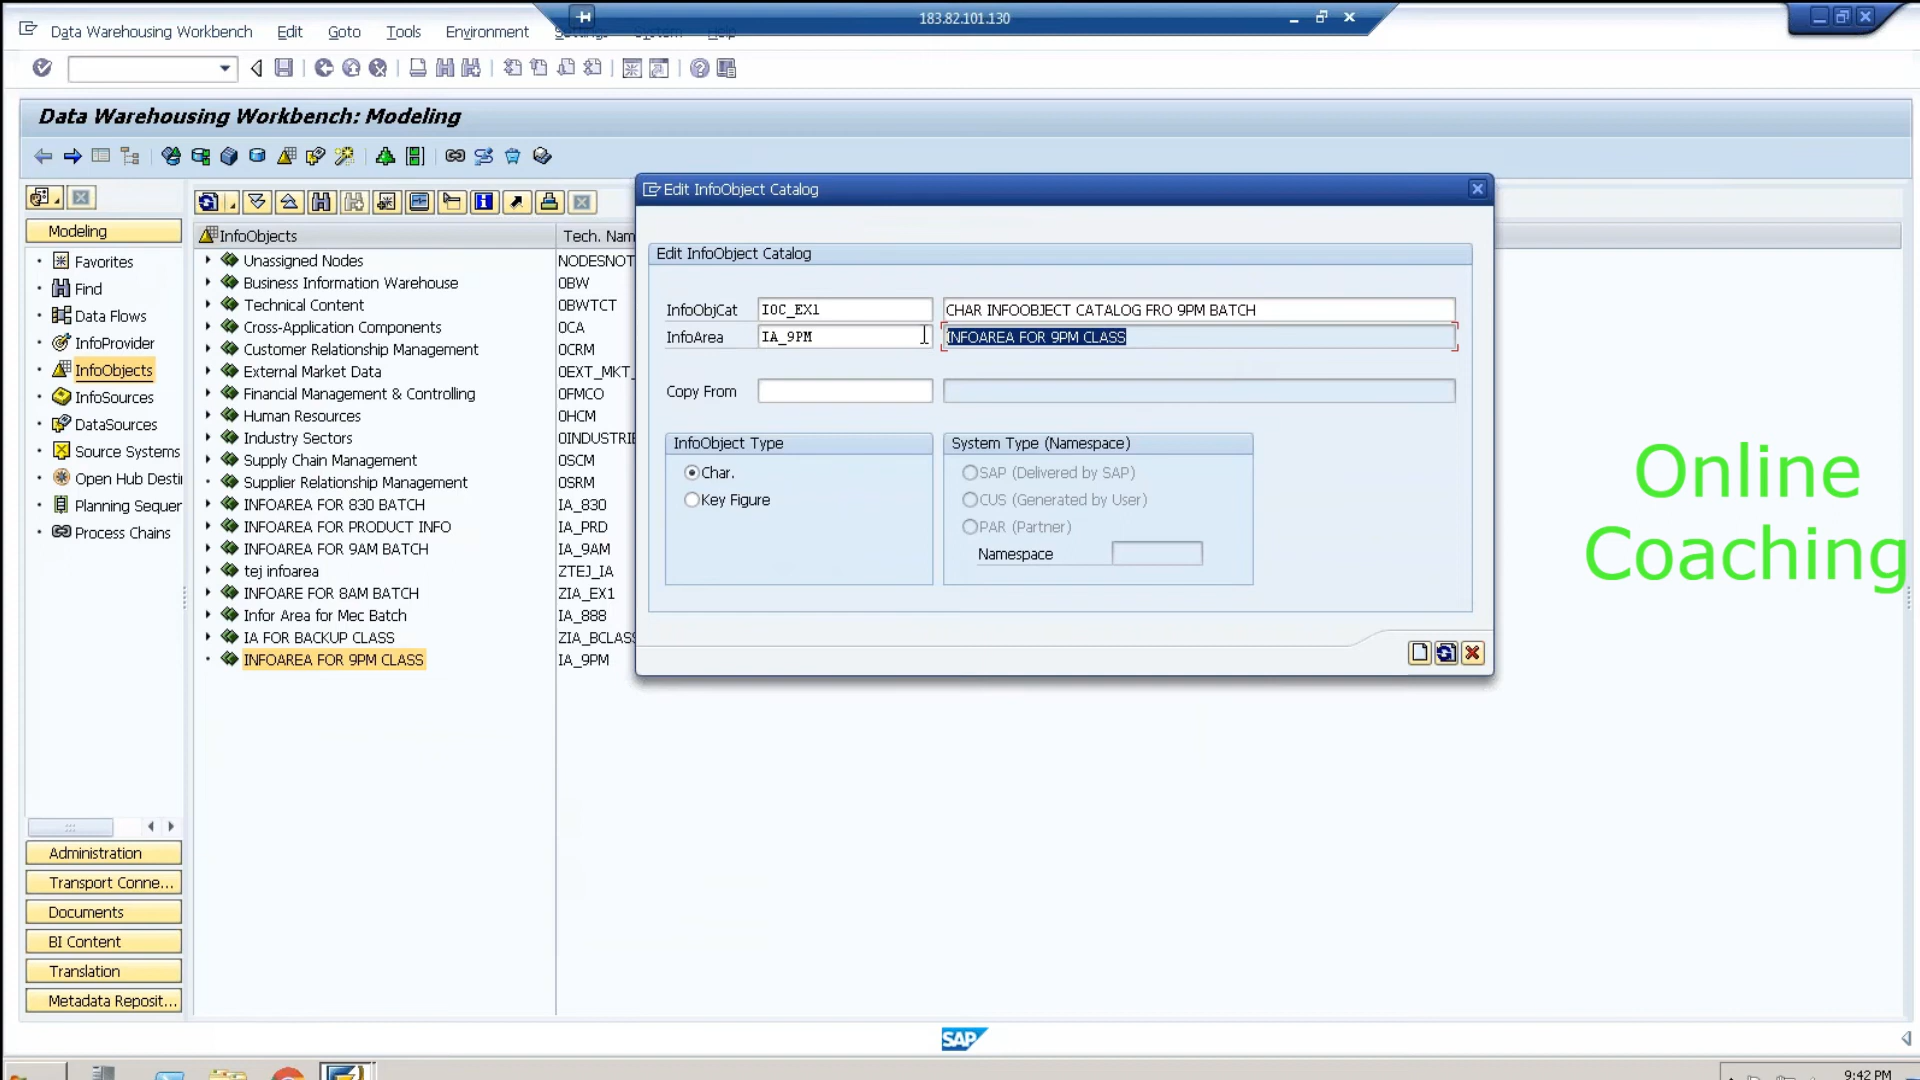 183.82.101.130
Data Warehousing Workbench Edit Goto Tools Environment
Data Warehousing Workbench: Modeling
Modeling
Favorites
Find
Data Flows
InfoProvider
InfoObjects
InfoSources
DataSources
Source Systems
Open Hub Desti
Planning Sequer
Process Chains
Administration
Transport Conne...
Documents
BI Content
Translation
Metadata Reposit...
InfoObjects Tech. Nam
Unassigned Nodes NODESNOT
Business Information Warehouse 0BW
Technical Content 0BWTCT
Cross-Application Components 0CA
Customer Relationship Management 0CRM
External Market Data 0EXT_MKT_
Financial Management & Controlling 0FMCO
Human Resources 0HCM
Industry Sectors 0INDUSTRIE
Supply Chain Management 0SCM
Supplier Relationship Management 0SRM
INFOAREA FOR 830 BATCH IA_830
INFOAREA FOR PRODUCT INFO IA_PRD
INFOAREA FOR 9AM BATCH IA_9AM
tej infoarea ZTEJ_IA
INFOARE FOR 8AM BATCH ZIA_EX1
Infor Area for Mec Batch IA_888
IA FOR BACKUP CLASS ZIA_BCLASS
INFOAREA FOR 9PM CLASS IA_9PM
Edit InfoObject Catalog
Edit InfoObject Catalog
InfoObjCat IOC_EX1 CHAR INFOOBJECT CATALOG FRO 9PM BATCH
InfoArea IA_9PM INFOAREA FOR 9PM CLASS
Copy From
InfoObject Type
Char.
Key Figure
System Type (Namespace)
SAP (Delivered by SAP)
CUS (Generated by User)
PAR (Partner)
Namespace
Online
Coaching
SAP
9:42 PM